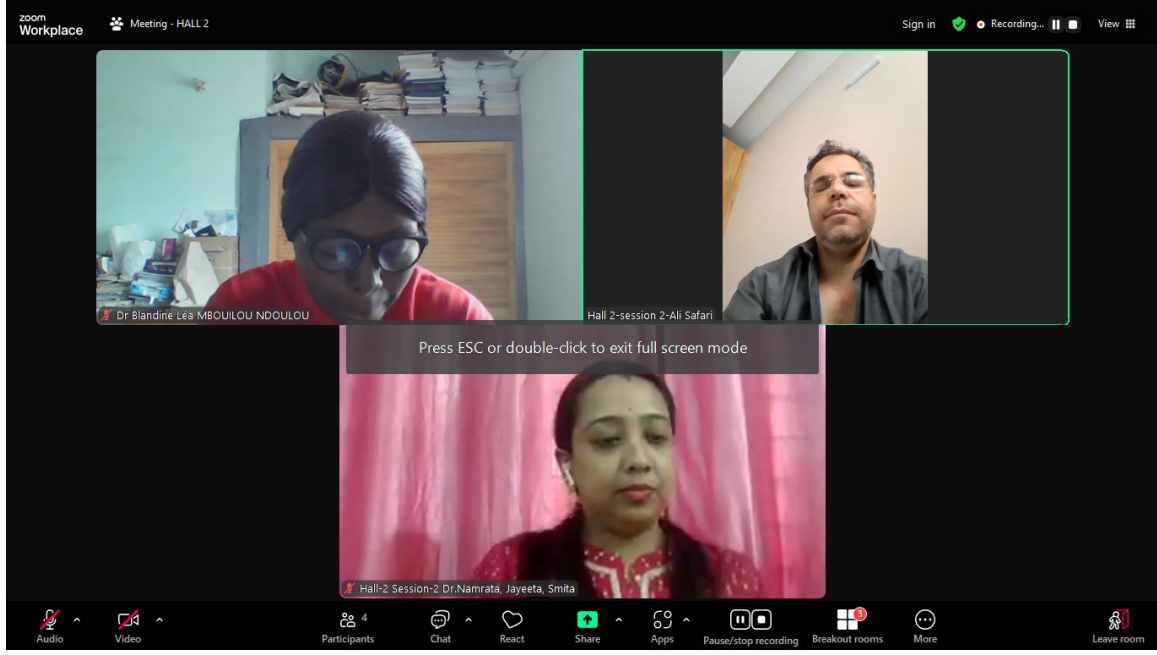 zoom
Workplace
Meeting - HALL 2
Sign in
Recording...
View
Dr Blandine Léa MBOUILOU NDOULOU
Hall 2-session 2-Ali Safari
Press ESC or double-click to exit full screen mode
Hall-2 Session-2 Dr.Namrata, Jayeeta, Smita
Audio
Video
4
Participants
Chat
React
Share
Apps
Pause/stop recording
3
Breakout rooms
More
Leave room